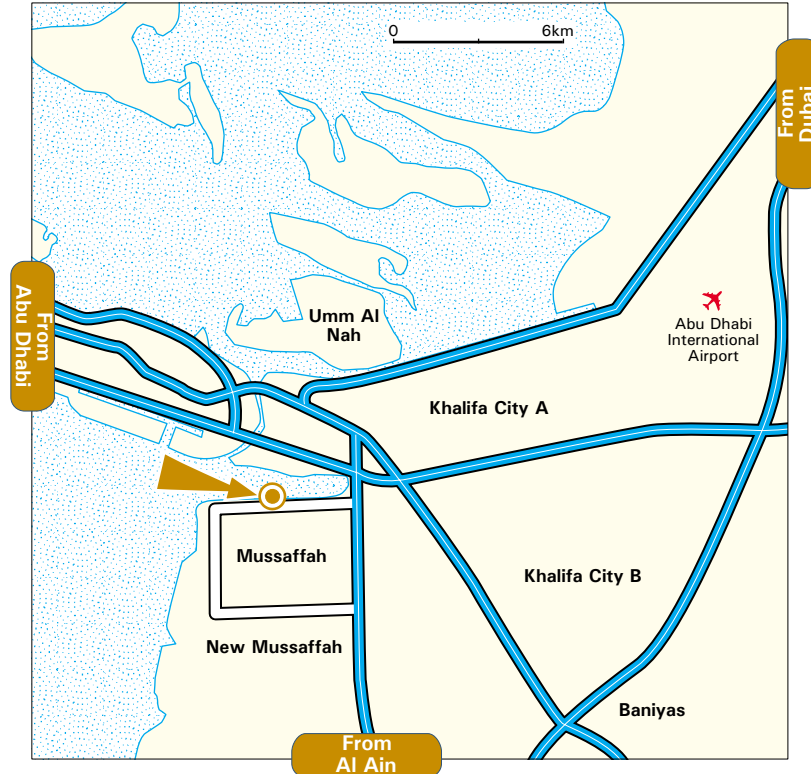 0 6km
From
Dubai
From
Abu Dhabi
Umm Al
Nah
Abu Dhabi
International
Airport
Khalifa City A
Mussaffah
Khalifa City B
New Mussaffah
Baniyas
From
Al Ain